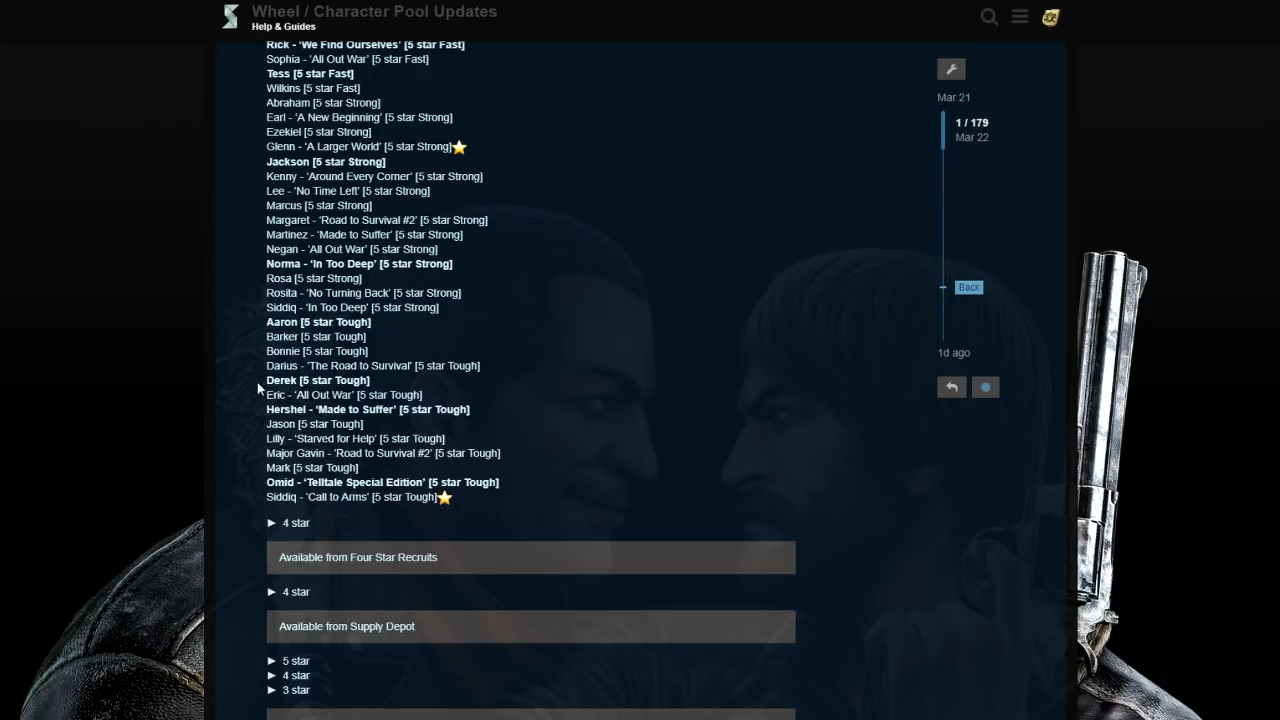 Wheel / Character Pool Updates
Help & Guides
Rick - ‘We Find Ourselves’ [5 star Fast]
Sophia - ‘All Out War’ [5 star Fast]
Tess [5 star Fast]
Wilkins [5 star Fast]
Abraham [5 star Strong]
Earl - ‘A New Beginning’ [5 star Strong]
Ezekiel [5 star Strong]
Glenn - ‘A Larger World’ [5 star Strong]
Jackson [5 star Strong]
Kenny - ‘Around Every Corner’ [5 star Strong]
Lee - ‘No Time Left’ [5 star Strong]
Marcus [5 star Strong]
Margaret - ‘Road to Survival #2’ [5 star Strong]
Martinez - ‘Made to Suffer’ [5 star Strong]
Negan - ‘All Out War’ [5 star Strong]
Norma - ‘In Too Deep’ [5 star Strong]
Rosa [5 star Strong]
Rosita - ‘No Turning Back’ [5 star Strong]
Siddiq - ‘In Too Deep’ [5 star Strong]
Aaron [5 star Tough]
Barker [5 star Tough]
Bonnie [5 star Tough]
Darius - ‘The Road to Survival’ [5 star Tough]
Derek [5 star Tough]
Eric - ‘All Out War’ [5 star Tough]
Hershel - ‘Made to Suffer’ [5 star Tough]
Jason [5 star Tough]
Lilly - ‘Starved for Help’ [5 star Tough]
Major Gavin - ‘Road to Survival #2’ [5 star Tough]
Mark [5 star Tough]
Omid - ‘Telltale Special Edition’ [5 star Tough]
Siddiq - ‘Call to Arms’ [5 star Tough]
► 4 star
Available from Four Star Recruits
► 4 star
Available from Supply Depot
► 5 star
► 4 star
► 3 star
Mar 21
1 / 179
Mar 22
Back
1d ago